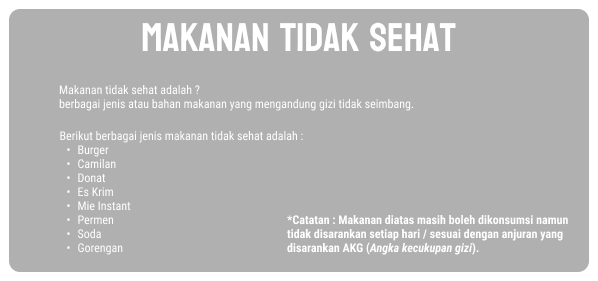 MAKANAN TIDAK SEHAT
Makanan tidak sehat adalah ?
berbagai jenis atau bahan makanan yang mengandung gizi tidak seimbang.
Berikut berbagai jenis makanan tidak sehat adalah :
• Burger
• Camilan
• Donat
• Es Krim
• Mie Instant
• Permen
• Soda
• Gorengan
*Catatan : Makanan diatas masih boleh dikonsumsi namun
tidak disarankan setiap hari / sesuai dengan anjuran yang
disarankan AKG (Angka kecukupan gizi).